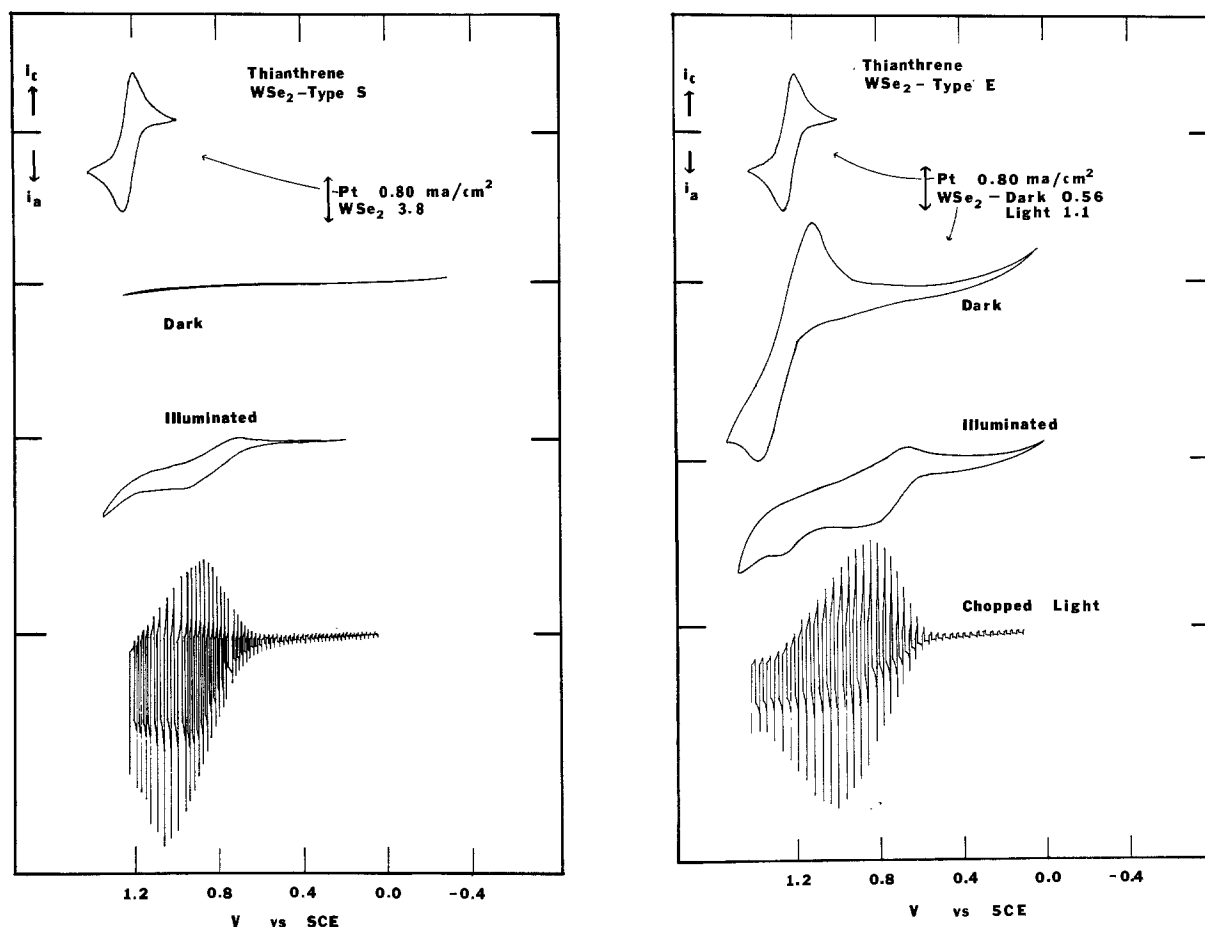 Thianthrene
WSe2-Type S
ic
ia
Pt 0.80 ma/cm2
WSe2 3.8
Dark
Illuminated
1.2 0.8 0.4 0.0 -0.4
V vs SCE
Thianthrene
WSe2 - Type E
ic
ia
Pt 0.80 ma/cm2
WSe2 - Dark 0.56
Light 1.1
Dark
Illuminated
Chopped Light
1.2 0.8 0.4 0.0 -0.4
V vs SCE